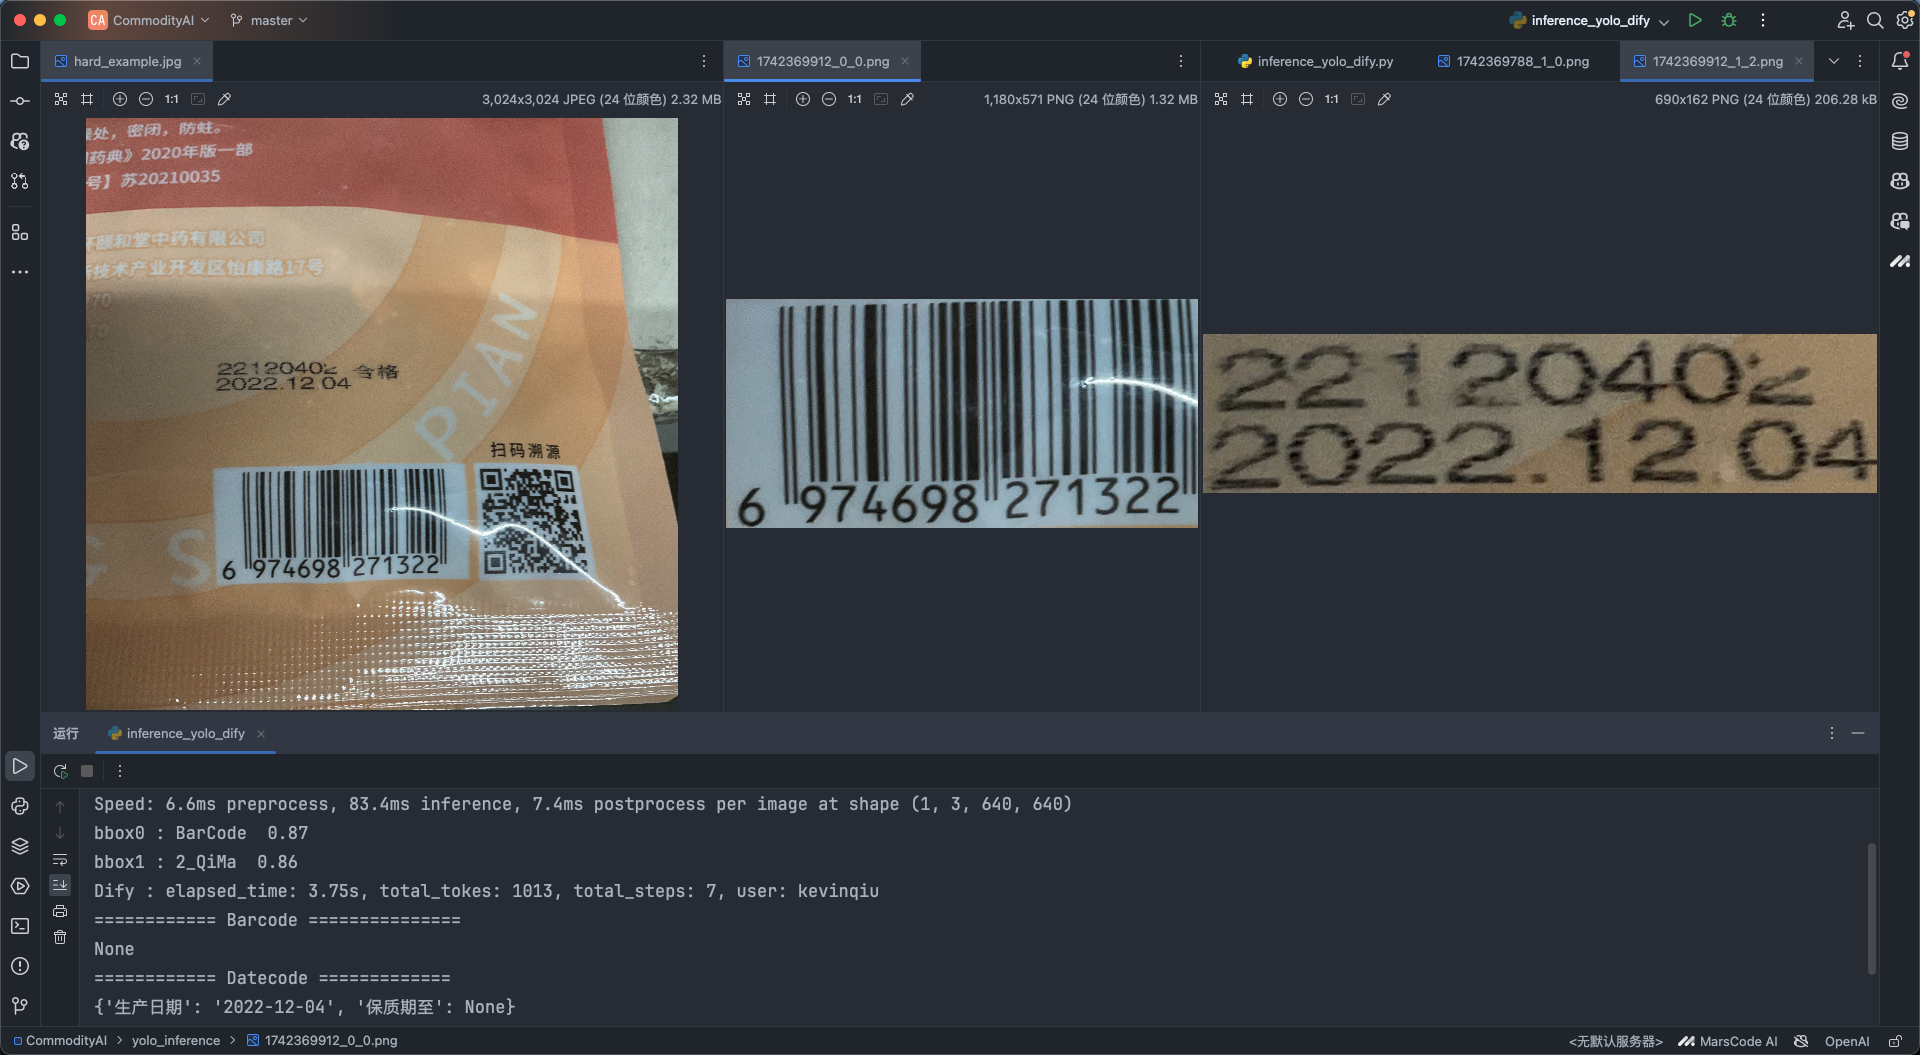 CA CommodityAI
master
inference_yolo_dify
hard_example.jpg
1742369912_0_0.png
inference_yolo_dify.py
1742369788_1_0.png
1742369912_1_2.png
1:1
3,024x3,024 JPEG (24 位颜色) 2.32 MB
1:1
1,180x571 PNG (24 位颜色) 1.32 MB
1:1
690x162 PNG (24 位颜色) 206.28 kB
处，密闭，防蛀。
药典》2020年版一部
号】苏20210035
和堂中药有限公司
技术产业开发区怡康路17号
22120402 合格
2022.12.04
PIAN
扫码溯源
G S
6 974698 271322
6 974698 271322
22120402
2022.12.04
运行
inference_yolo_dify
Speed: 6.6ms preprocess, 83.4ms inference, 7.4ms postprocess per image at shape (1, 3, 640, 640)
bbox0 : BarCode  0.87
bbox1 : 2_QiMa  0.86
Dify : elapsed_time: 3.75s, total_tokes: 1013, total_steps: 7, user: kevinqiu
============ Barcode ===============
None
============ Datecode =============
{'生产日期': '2022-12-04', '保质期至': None}
CommodityAI > yolo_inference > 1742369912_0_0.png
<无默认服务器>
MarsCode AI
OpenAI